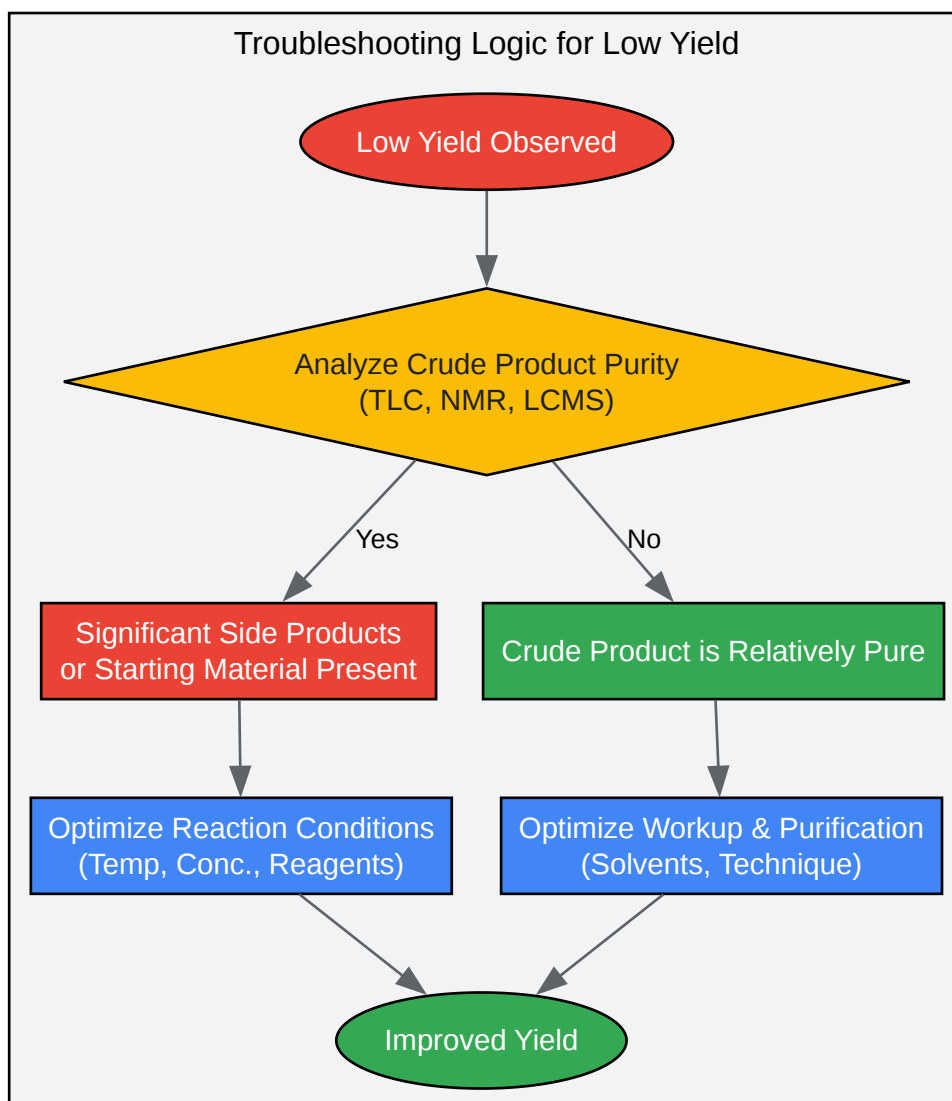 Troubleshooting Logic for Low Yield
Low Yield Observed
Analyze Crude Product Purity
(TLC, NMR, LCMS)
Yes
No
Significant Side Products
or Starting Material Present
Crude Product is Relatively Pure
Optimize Reaction Conditions
(Temp, Conc., Reagents)
Optimize Workup & Purification
(Solvents, Technique)
Improved Yield